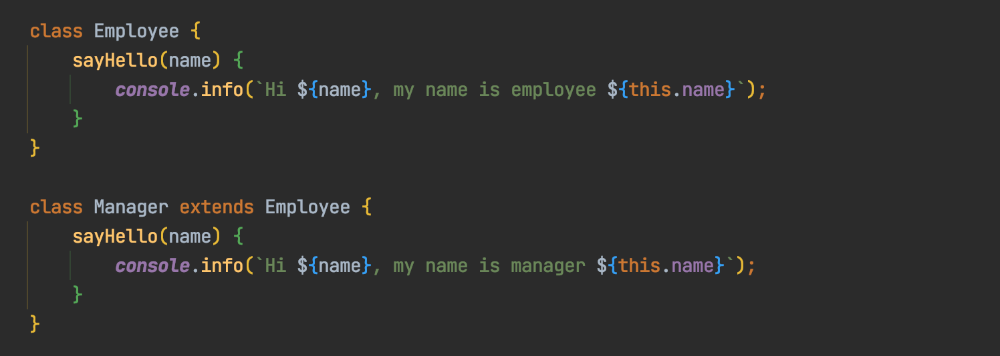 class Employee {
    sayHello(name) {
        console.info(`Hi ${name}, my name is employee ${this.name}`);
    }
}

class Manager extends Employee {
    sayHello(name) {
        console.info(`Hi ${name}, my name is manager ${this.name}`);
    }
}